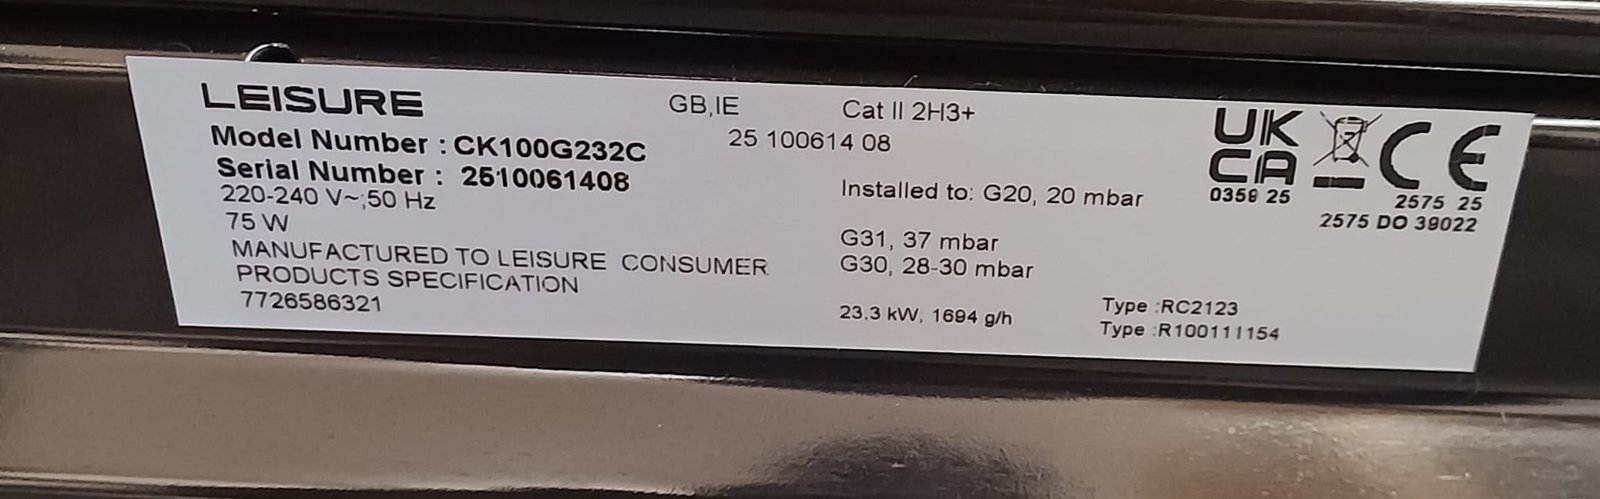 LEISURE
GB,IE
Cat II 2H3+
Model Number : CK100G232C
25 100614 08
Serial Number : 2510061408
220-240 V~;50 Hz
75 W
Installed to: G20, 20 mbar
MANUFACTURED TO LEISURE CONSUMER
PRODUCTS SPECIFICATION
7726586321
G31, 37 mbar
G30, 28-30 mbar
23.3 kW, 1694 g/h
UK
CA
0359 25
CE
2575 25
2575 DO 39022
Type :RC2123
Type :R100111154